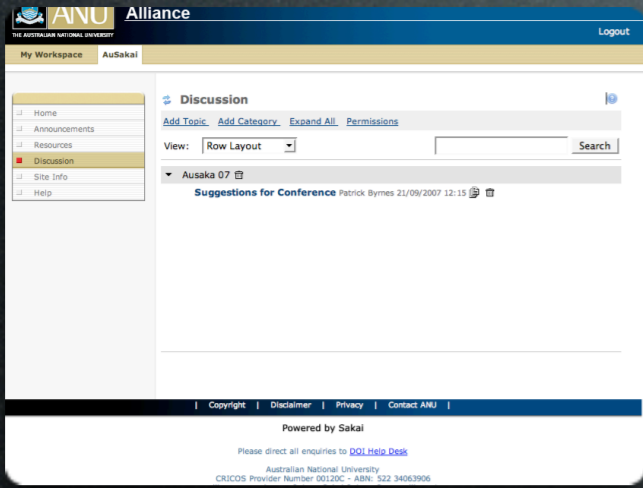 ANU Alliance
THE AUSTRALIAN NATIONAL UNIVERSITY
Logout
My Workspace AuSakai
Home
Announcements
Resources
Discussion
Site Info
Help
Discussion
Add Topic Add Category Expand All Permissions
View: Row Layout Search
Ausaka 07
Suggestions for Conference Patrick Byrnes 21/09/2007 12:15
| Copyright | Disclaimer | Privacy | Contact ANU |
Powered by Sakai
Please direct all enquiries to DOI Help Desk
Australian National University
CRICOS Provider Number 00120C - ABN: 522 34063906